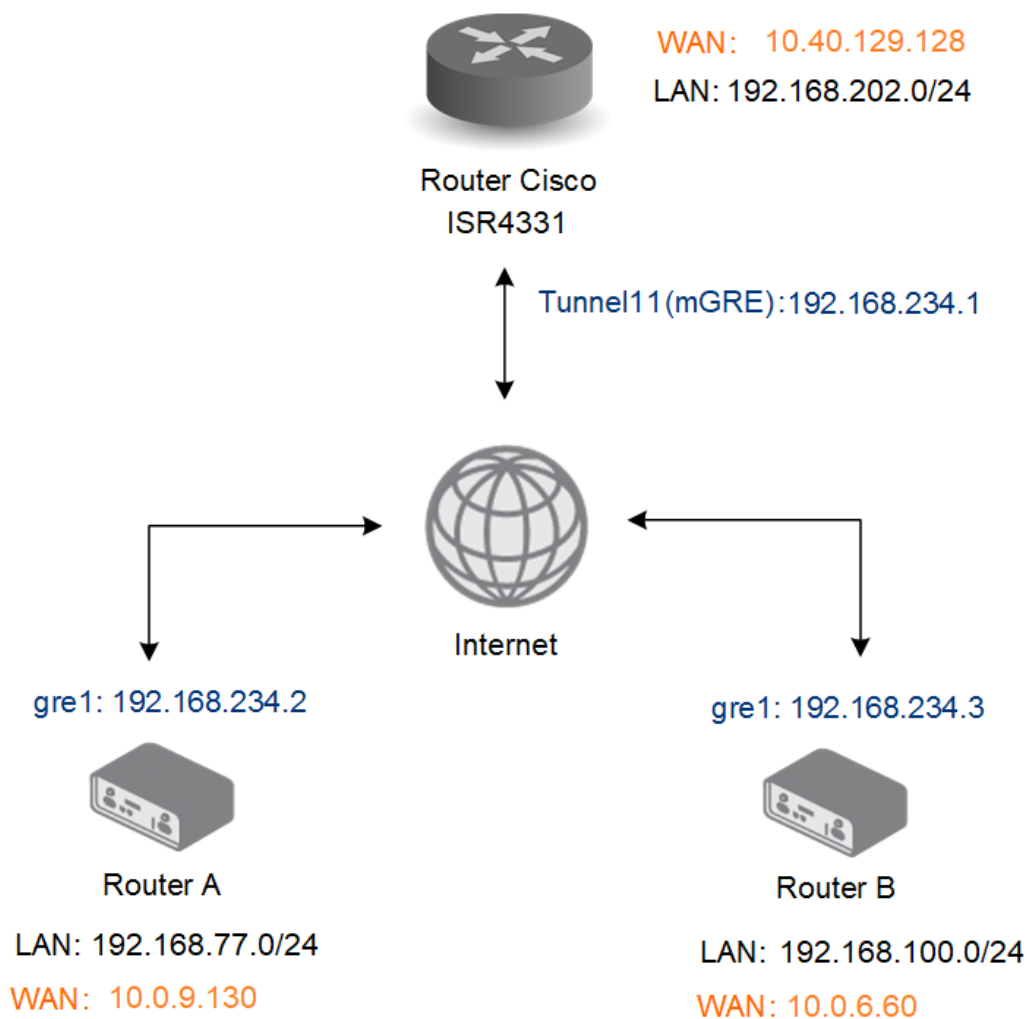 WAN: 10.40.129.128
LAN: 192.168.202.0/24
Router Cisco
ISR4331
Tunnel11(mGRE):192.168.234.1
Internet
gre1: 192.168.234.2
gre1: 192.168.234.3
Router A
Router B
LAN: 192.168.77.0/24
LAN: 192.168.100.0/24
WAN: 10.0.9.130
WAN: 10.0.6.60